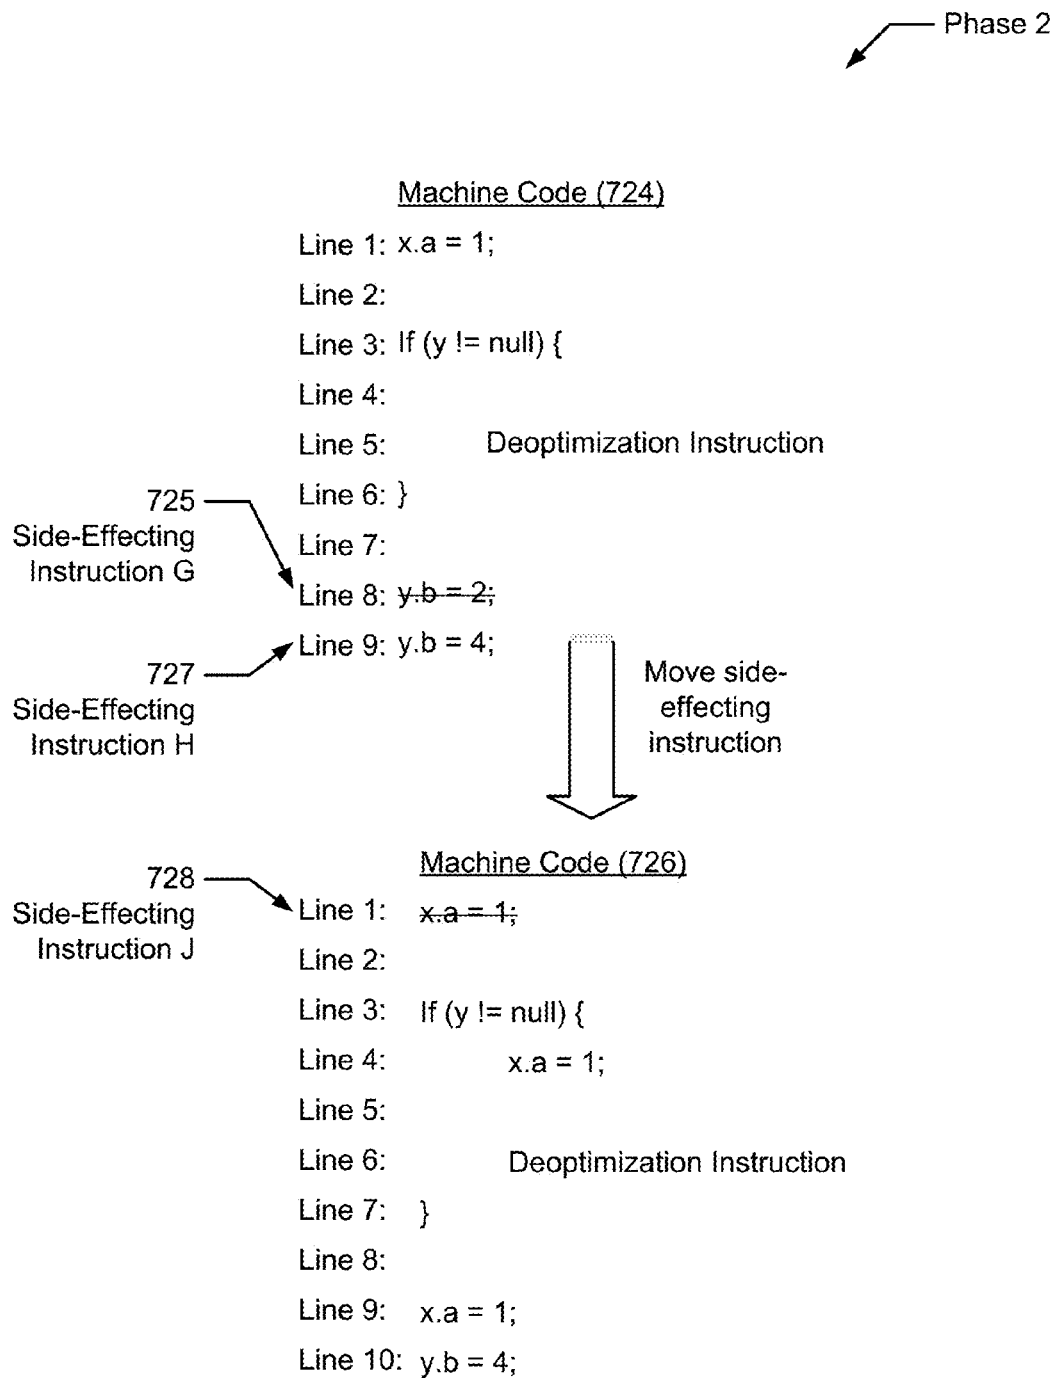 Phase 2
Machine Code (724)
Line 1: x.a = 1;
Line 2:
Line 3: If (y != null) {
Line 4:
Line 5: Deoptimization Instruction
Line 6: }
Line 7:
Line 8: y.b = 2;
Line 9: y.b = 4;
725
Side-Effecting
Instruction G
727
Side-Effecting
Instruction H
Move side-
effecting
instruction
Machine Code (726)
728
Side-Effecting
Instruction J
Line 1: x.a = 1;
Line 2:
Line 3: If (y != null) {
Line 4: x.a = 1;
Line 5:
Line 6: Deoptimization Instruction
Line 7: }
Line 8:
Line 9: x.a = 1;
Line 10: y.b = 4;